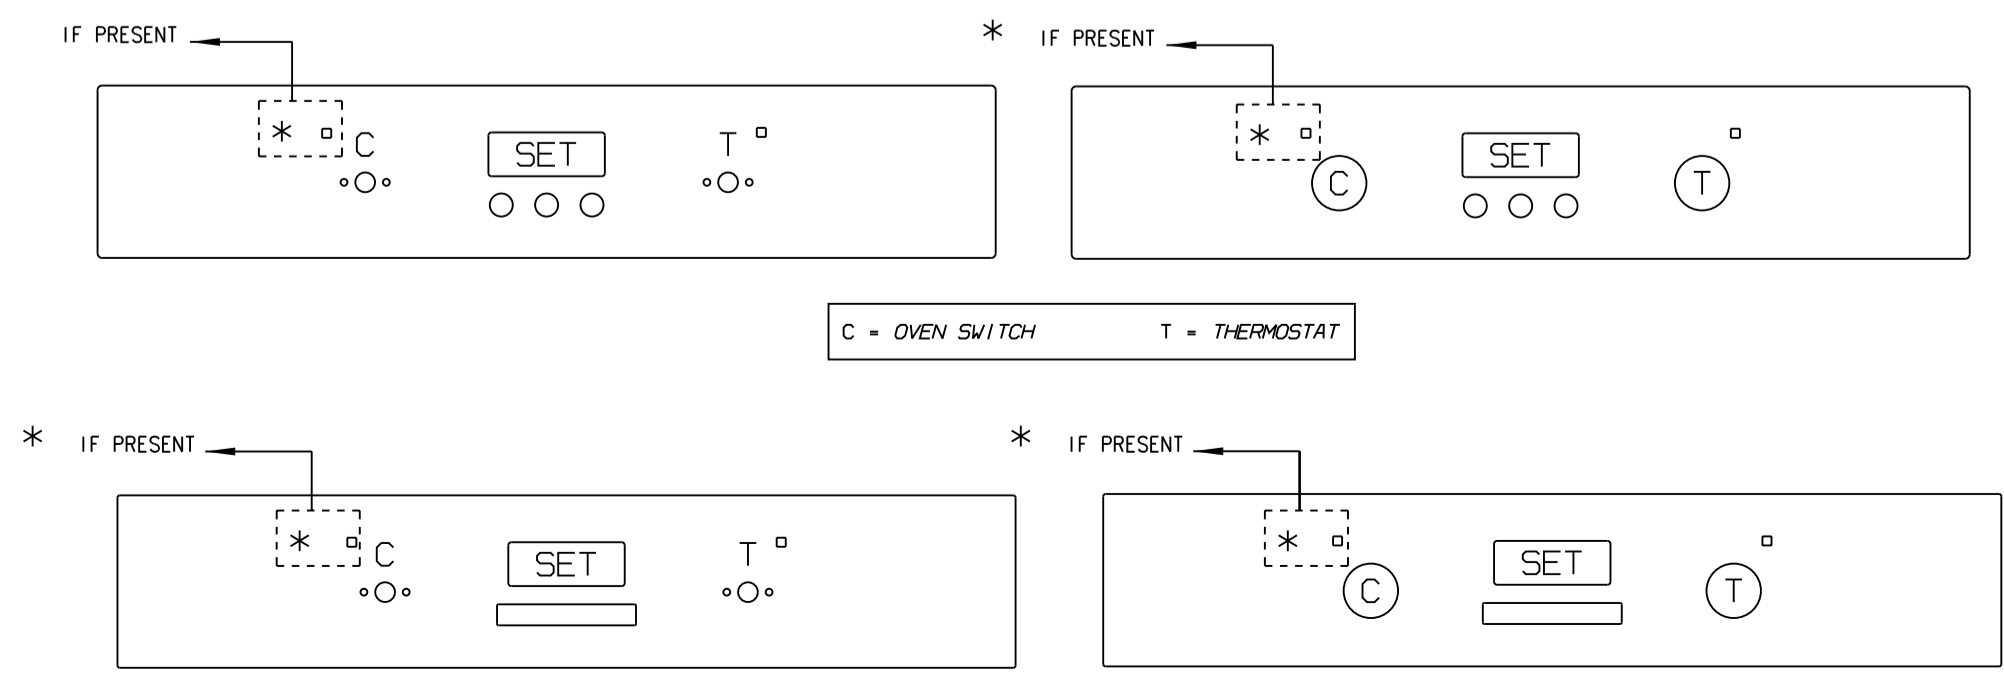 IF PRESENT
* IF PRESENT
* C
SET
T
*
SET
C
T
C = OVEN SWITCH T = THERMOSTAT
* IF PRESENT
* IF PRESENT
* C
SET
T
*
SET
C
T